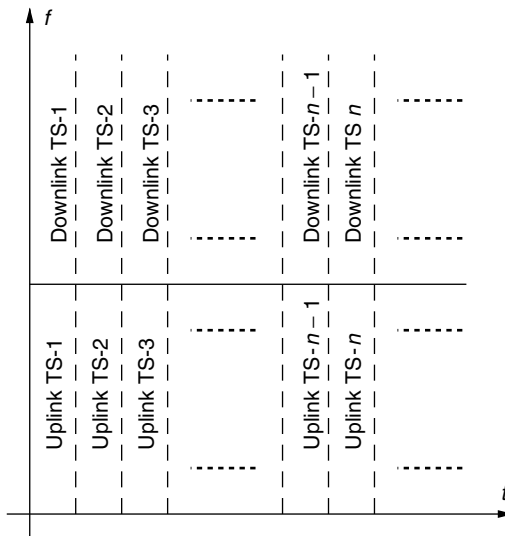 f
Downlink TS-1
Downlink TS-2
Downlink TS-3
Downlink TS-n – 1
Downlink TS n
Uplink TS-1
Uplink TS-2
Uplink TS-3
Uplink TS-n – 1
Uplink TS-n
t